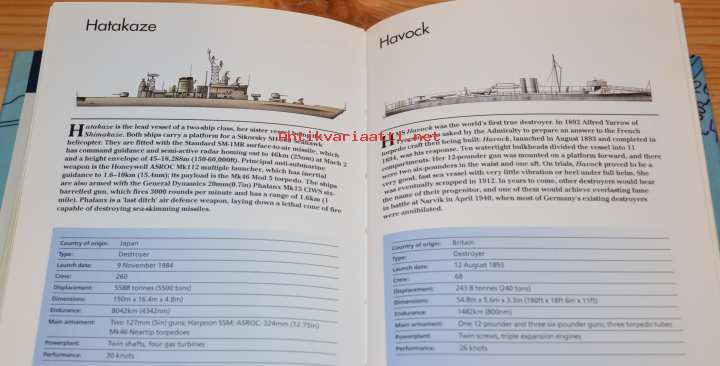 Hatakaze
Hatakaze is the lead vessel of a two-ship class, her sister vessel being the
Shimakaze. Both ships carry a platform for a Sikorsky SH-60J Seahawk
helicopter. They are fitted with the Standard SM-1MR surface-to-air missile, which
has command guidance and semi-active radar homing out to 46km (25nm) at Mach 2
and a height envelope of 45-18,288m (150-60,000ft). Principal anti-submarine
weapon is the Honeywell ASROC Mk112 multiple launcher, which has inertial
guidance to 1.6-10km (15.4nm); its payload is the Mk46 Mod 5 torpedo. The ships
are also armed with the General Dynamics 20mm(0.7in) Phalanx Mk15 CIWS six-
barrelled gun, which fires 3000 rounds per minute and has a range of 1.6km (1
mile). Phalanx is a 'last ditch' air defence weapon, laying down a lethal cone of fire
capable of destroying sea-skimming missiles.
Country of origin: Japan
Type: Destroyer
Launch date: 9 November 1984
Crew: 260
Displacement: 5588 tonnes (5500 tons)
Dimensions: 150m x 16.4m x 4.8m)
Endurance: 8042km (4342nm)
Main armament: Two 127mm (5in) guns; Harpoon SSM; ASROC; 324mm (12.75in)
Mk46 Neartip torpedoes
Powerplant: Twin shafts, four gas turbines
Performance: 30 knots
Havock
HMS Havock was the world's first true destroyer. In 1892 Alfred Yarrow of
Yarrow was asked by the Admiralty to prepare an answer to the French
torpedo craft then being built; Havock, launched in August 1893 and completed in
1894, was his response. Ten watertight bulkheads divided the vessel into
compartments. Her 12-pounder gun was mounted on a platform forward, and there
were two six-pounders in the waist and one aft. On trials, Havock proved to be a
very good, fast sea vessel with very little vibration or heel under full helm. She
was eventually scrapped in 1912. In years to come, other destroyers would bear
the name of their progenitor, and one of them would achieve everlasting fame
in battle at Narvik in April 1940, when most of Germany's existing destroyers
were annihilated.
Country of origin: Britain
Type: Destroyer
Launch date: 12 August 1893
Crew: 68
Displacement: 243.8 tonnes (240 tons)
Dimensions: 54.8m x 5.6m x 3.3m (180ft x 18ft 6in x 11ft)
Endurance: 1482km (800nm)
Main armament: One 12 pounder and three six-pounder guns; three torpedo tubes
Powerplant: Twin screws, triple expansion engines
Performance: 26 knots
Antikvariaatit.net